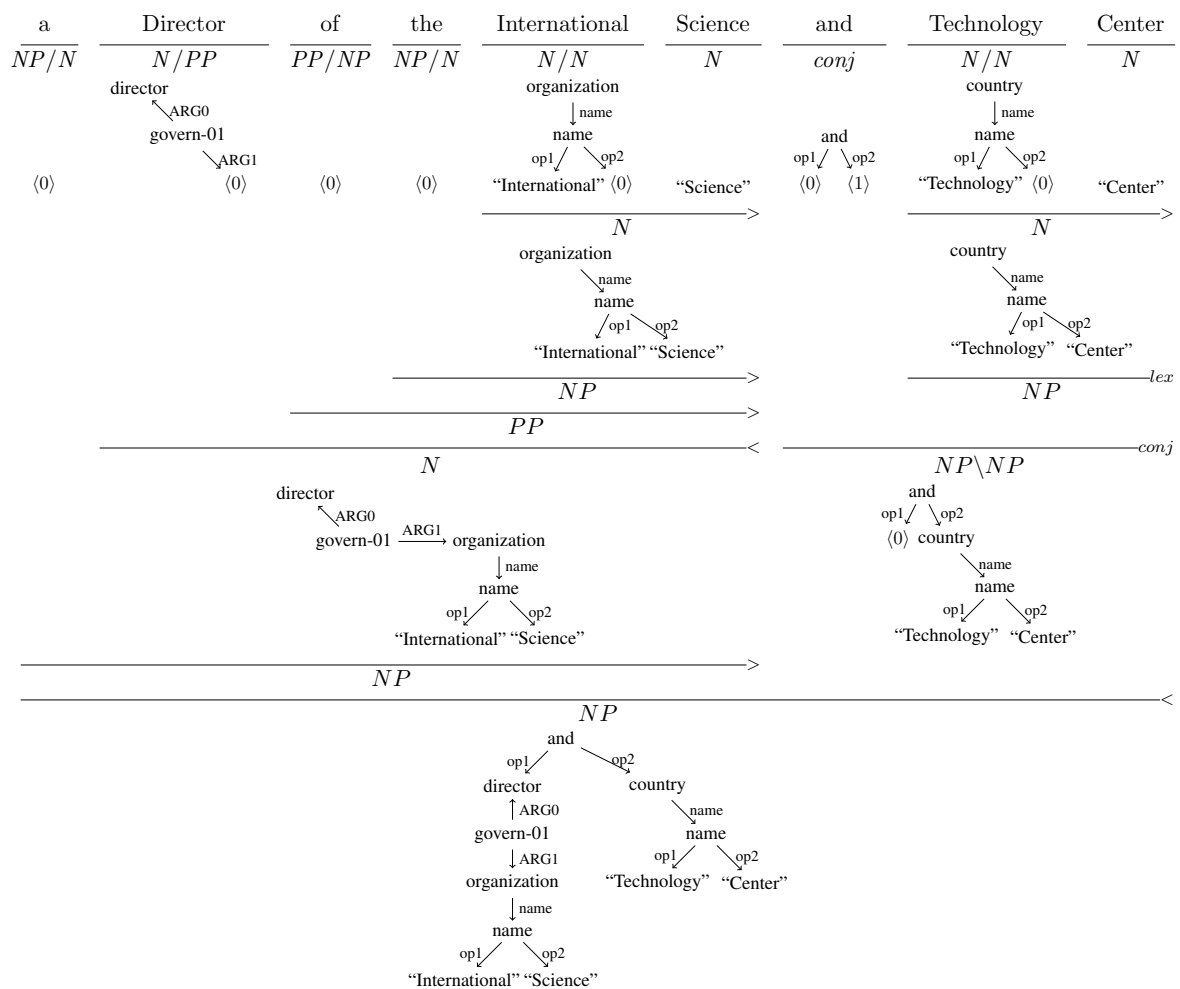 a Director of the International Science and Technology Center
NP/N N/PP PP/NP NP/N N/N N conj N/N N
director organization country
ARG0 name name
govern-01 name and name
ARG1 op1 op2 op1 op2 op1 op2
⟨0⟩ ⟨0⟩ ⟨0⟩ ⟨0⟩ “International” ⟨0⟩ “Science” ⟨0⟩ ⟨1⟩ “Technology” ⟨0⟩ “Center”
> >
N N
organization country
name name
name name
op1 op2 op1 op2
“International” “Science” “Technology” “Center”
> lex
NP NP
>
PP
< conj
N NP\NP
director and
ARG0 op1 op2
govern-01 ARG1 organization ⟨0⟩ country
name name
name name
op1 op2 op1 op2
“International” “Science” “Technology” “Center”
>
NP
<
NP
and
op1 op2
director country
ARG0 name
govern-01 name
ARG1 op1 op2
organization “Technology” “Center”
name
name
op1 op2
“International” “Science”